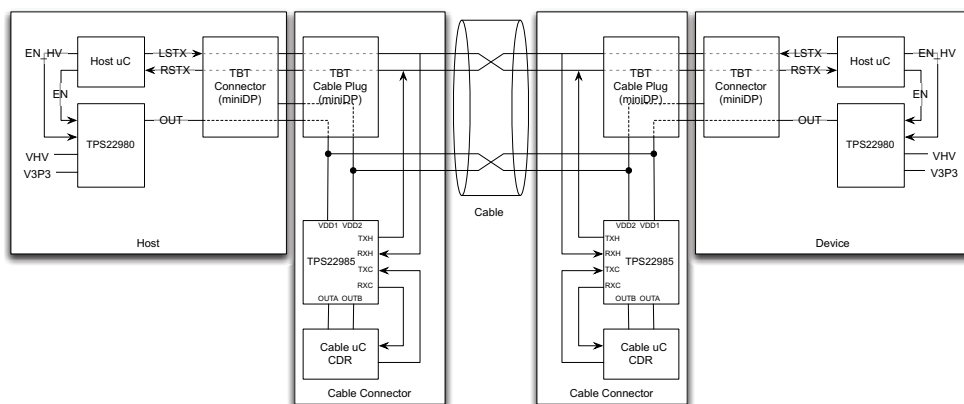 EN_HV
Host uC
LSTX
RSTX
EN
TPS22980
OUT
VHV
V3P3
TBT
Connector
(miniDP)
Host
TBT
Cable Plug
(miniDP)
VDD1 VDD2
TXH
RXH
TPS22985
TXC
RXC
OUTA OUTB
Cable uC
CDR
Cable Connector
Cable
TBT
Cable Plug
(miniDP)
VDD2 VDD1
TXH
RXH
TXC
TPS22985
RXC
OUTB OUTA
Cable uC
CDR
Cable Connector
TBT
Connector
(miniDP)
LSTX
RSTX
Host uC
EN_HV
EN
OUT
TPS22980
VHV
V3P3
Device